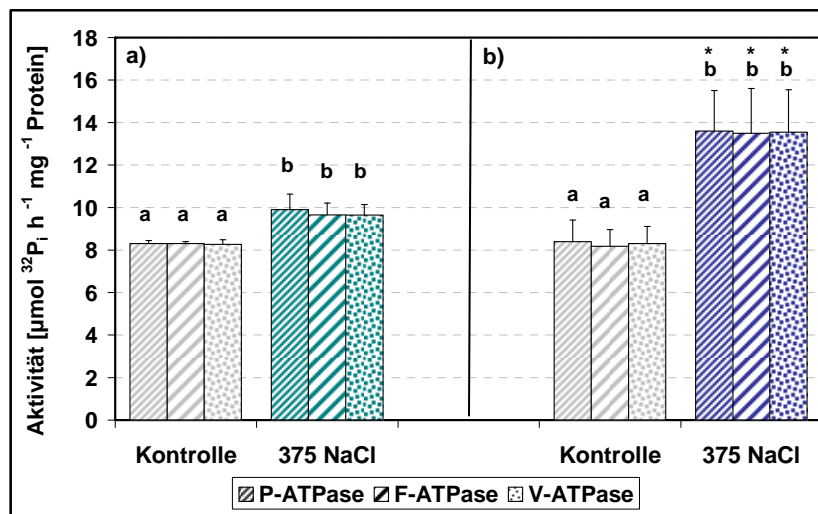 a)
b)
18
16
14
12
10
8
6
4
2
0
Aktivität [µmol ³²Pᵢ h⁻¹ mg⁻¹ Protein]
a a a
b b b
a a a
* * *
b b b
Kontrolle 375 NaCl Kontrolle 375 NaCl
P-ATPase F-ATPase V-ATPase